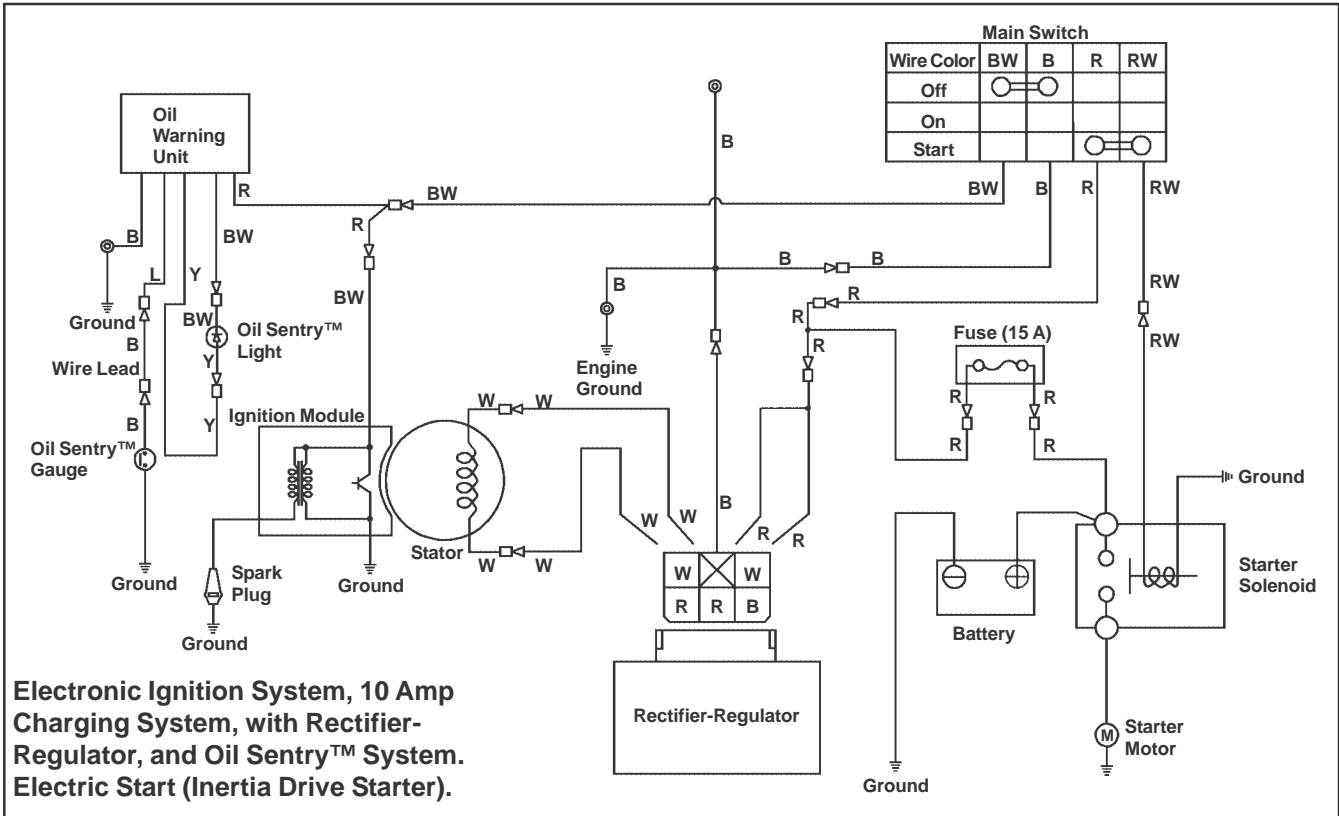 Main Switch
Wire Color BW B R RW
Off
On
Start
Oil
Warning
Unit
R
BW
BW
B
R
RW
B
R
B
L
Y
BW
Ground
BW
Oil Sentry™
Light
B
Wire Lead
Y
B
Y
Oil Sentry™
Gauge
Ground
BW
B
B
B
Engine
Ground
R
R
R
RW
RW
Fuse (15 A)
R
R
R
R
Ignition Module
W
W
Stator
W
W
W
W
B
R
R
Ground
Spark
Plug
Ground
W W
R R B
Rectifier-Regulator
Battery
Ground
Ground
Starter
Solenoid
M
Starter
Motor
Electronic Ignition System, 10 Amp
Charging System, with Rectifier-
Regulator, and Oil Sentry™ System.
Electric Start (Inertia Drive Starter).